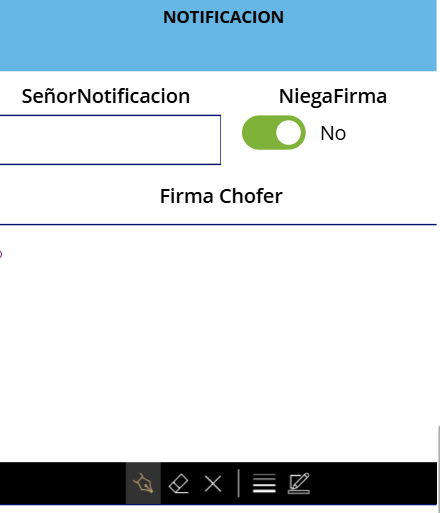 NOTIFICACION
SeñorNotificacion
NiegaFirma
No
Firma Chofer